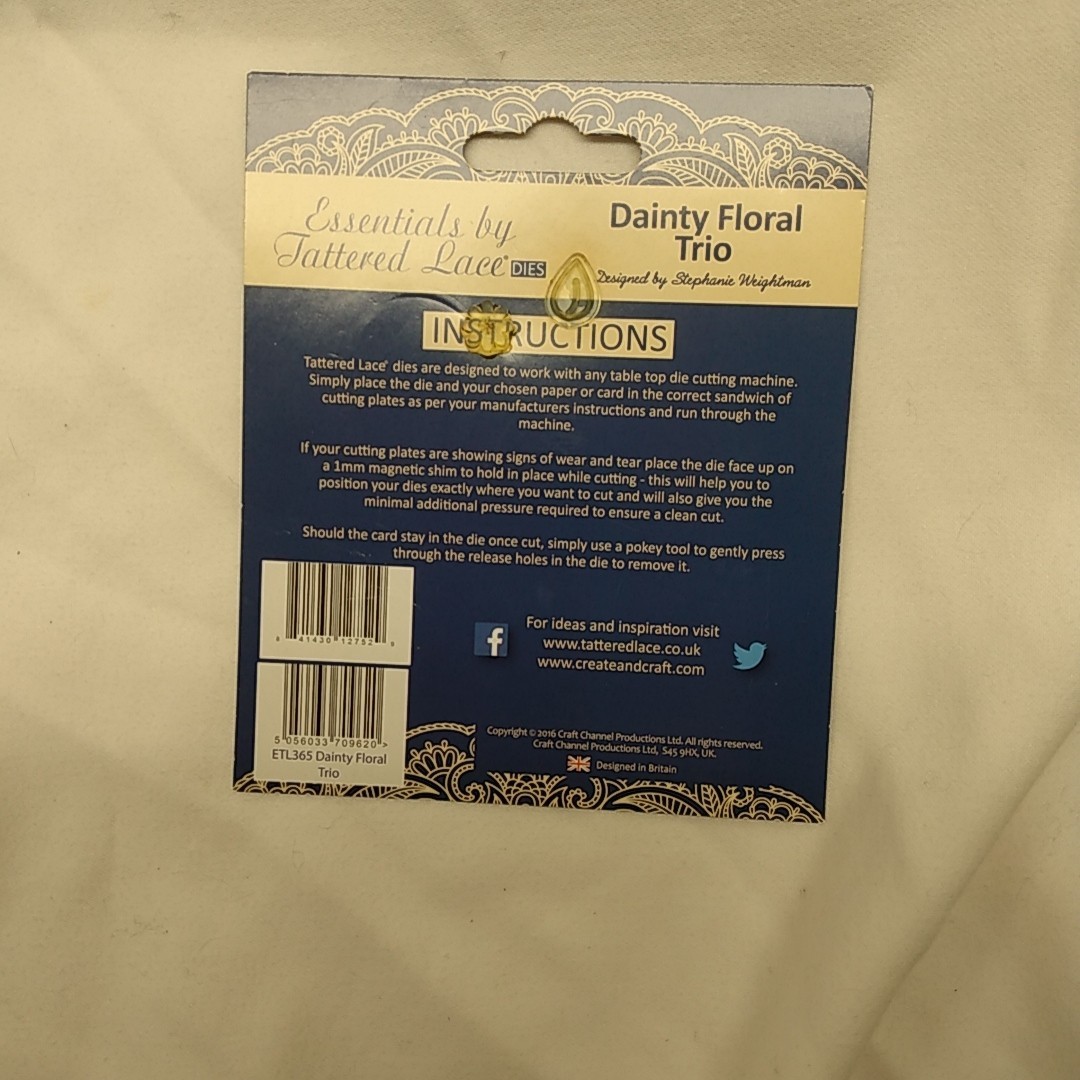 Essentials by
Tattered Lace® DIES
Dainty Floral
Trio
Designed by Stephanie Weightman
INSTRUCTIONS
Tattered Lace® dies are designed to work with any table top die cutting machine.
Simply place the die and your chosen paper or card in the correct sandwich of
cutting plates as per your manufacturers instructions and run through the
machine.
If your cutting plates are showing signs of wear and tear place the die face up on
a 1mm magnetic shim to hold in place while cutting - this will help you to
position your dies exactly where you want to cut and will also give you the
minimal additional pressure required to ensure a clean cut.
Should the card stay in the die once cut, simply use a pokey tool to gently press
through the release holes in the die to remove it.
41430 12752
5 056033 709620 >
ETL365 Dainty Floral
Trio
f
For ideas and inspiration visit
www.tatteredlace.co.uk
www.createandcraft.com
Copyright © 2016 Craft Channel Productions Ltd. All rights reserved.
Craft Channel Productions Ltd, S45 9HX, UK.
Designed in Britain